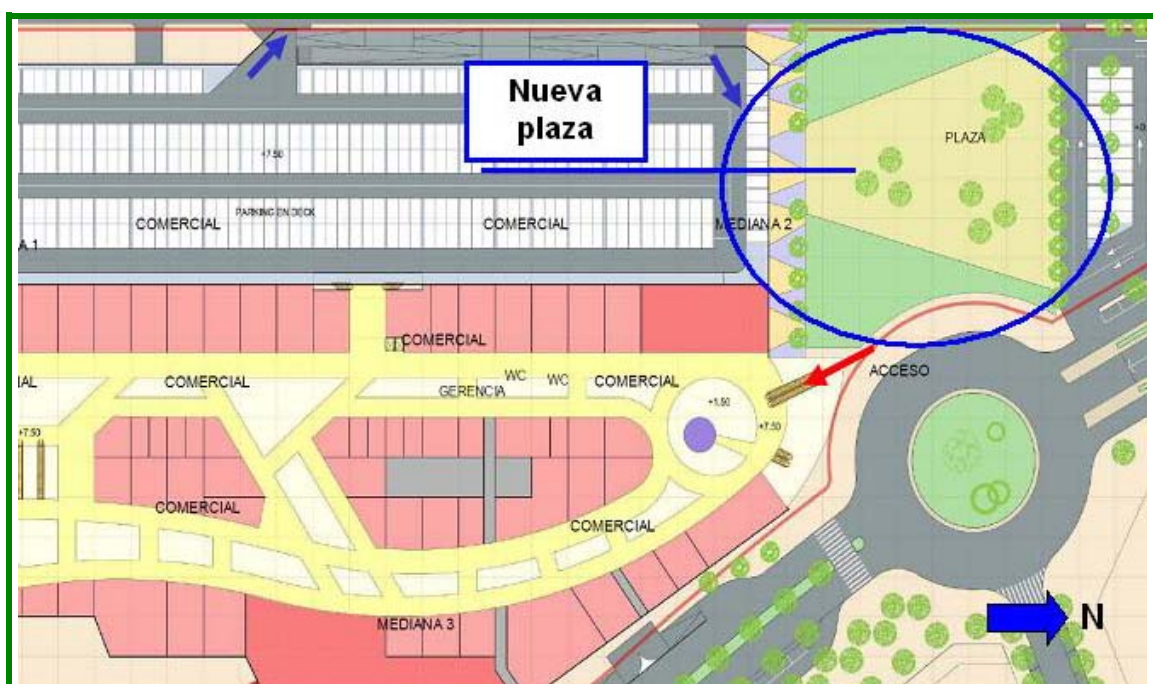 Nueva
plaza
PLAZA
+7.50
PARKING EN DECK
COMERCIAL
COMERCIAL
MEDIANA 2
A 1
COMERCIAL
ACCESO
IAL
COMERCIAL
WC
WC
COMERCIAL
GERENCIA
+1.50
+7.50
+7.50
COMERCIAL
COMERCIAL
MEDIANA 3
N